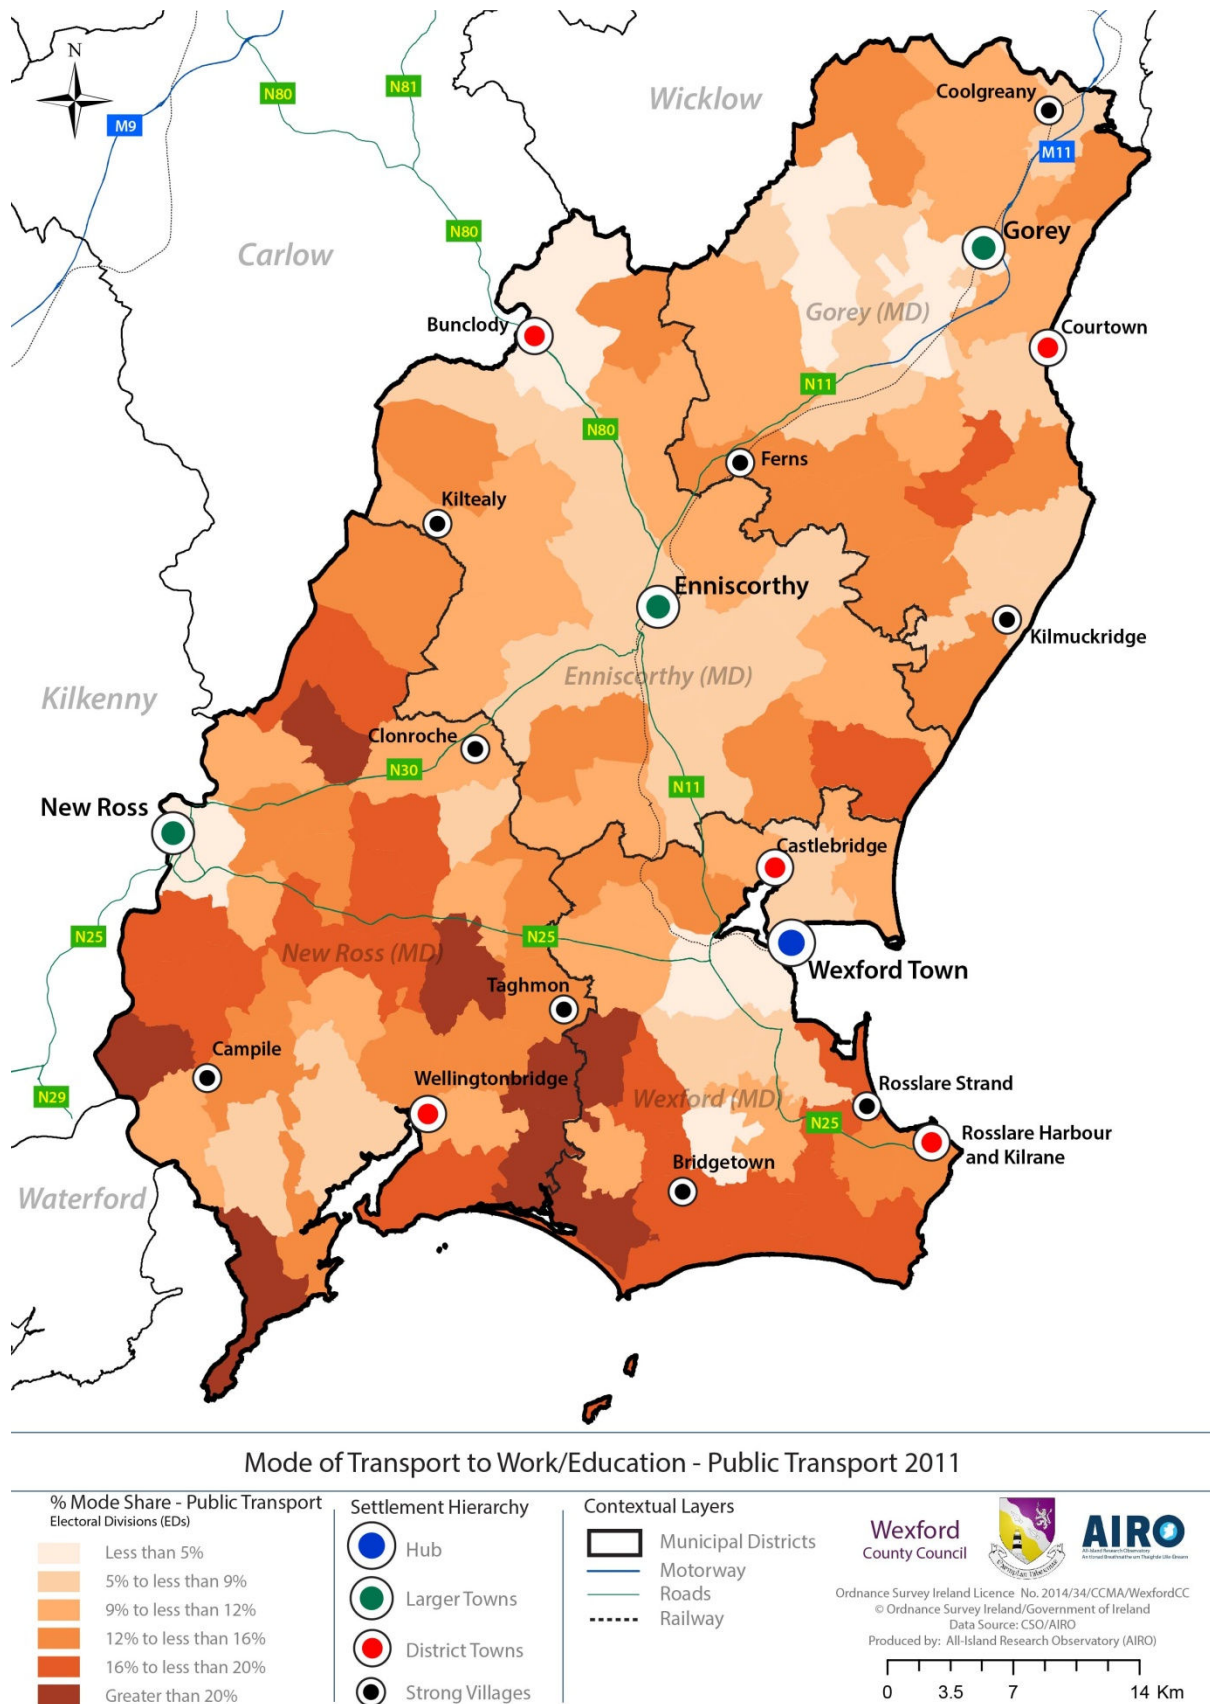 N
N80
N81
Wicklow
Coolgreany
M9
M11
N80
Carlow
Gorey
Gorey (MD)
Bunclody
Courtown
N11
N80
Ferns
Kiltealy
Enniscorthy
Kilmuckridge
Enniscorthy (MD)
Kilkenny
Clonroche
N30
N11
New Ross
Castlebridge
N25
N25
New Ross (MD)
Wexford Town
Taghmon
Campile
Wellingtonbridge
Rosslare Strand
N29
Wexford (MD)
N25
Rosslare Harbour
and Kilrane
Bridgetown
Waterford
Mode of Transport to Work/Education - Public Transport 2011
% Mode Share - Public Transport
Electoral Divisions (EDs)
Less than 5%
5% to less than 9%
9% to less than 12%
12% to less than 16%
16% to less than 20%
Greater than 20%
Settlement Hierarchy
Hub
Larger Towns
District Towns
Strong Villages
Contextual Layers
Municipal Districts
Motorway
Roads
Railway
Wexford
County Council
AIRO
All-Island Research Observatory
Ordnance Survey Ireland Licence No. 2014/34/CCMA/WexfordCC
© Ordnance Survey Ireland/Government of Ireland
Data Source: CSO/AIRO
Produced by: All-Island Research Observatory (AIRO)
0 3.5 7 14 Km